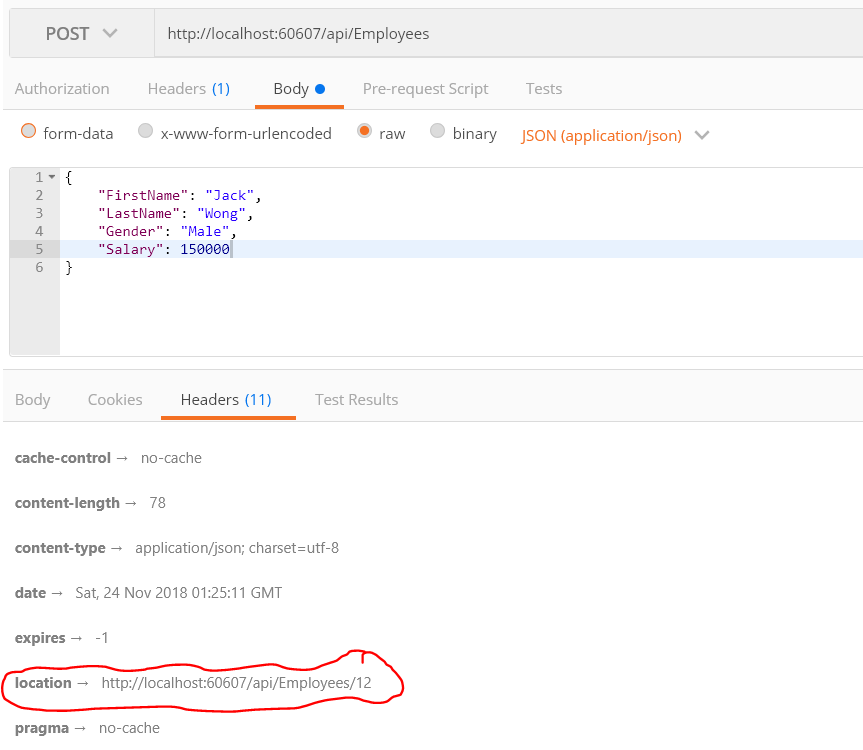 POST http://localhost:60607/api/Employees
Authorization Headers (1) Body Pre-request Script Tests
form-data x-www-form-urlencoded raw binary JSON (application/json)
1 {
2 "FirstName": "Jack",
3 "LastName": "Wong",
4 "Gender": "Male",
5 "Salary": 150000
6 }
Body Cookies Headers (11) Test Results
cache-control → no-cache
content-length → 78
content-type → application/json; charset=utf-8
date → Sat, 24 Nov 2018 01:25:11 GMT
expires → -1
location → http://localhost:60607/api/Employees/12
pragma → no-cache